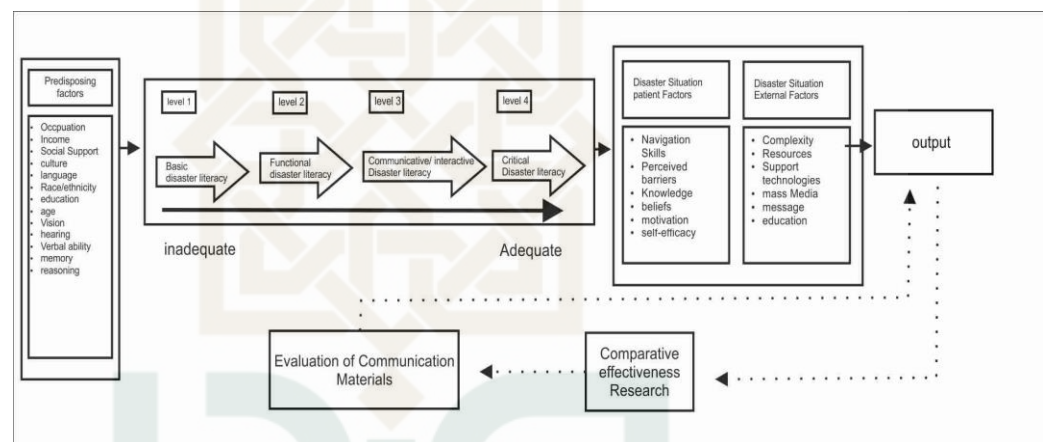 Predisposing
factors
• Occpuation
• Income
• Social Support
• culture
• language
• Race/ethnicity
• education
• age
• Vision
• hearing
• Verbal ability
• memory
• reasoning
level 1
level 2
level 3
level 4
Basic
disaster literacy
Functional
disaster literacy
Communicative/ interactive
Disaster literacy
Critical
Disaster literacy
inadequate
Adequate
Disaster Situation
patient Factors
• Navigation
Skills
• Perceived
barriers
• Knowledge
• beliefs
• motivation
• self-efficacy
Disaster Situation
External Factors
• Complexity
• Resources
• Support
technologies
• mass Media
• message
• education
output
Evaluation of Communication
Materials
Comparative
effectiveness
Research